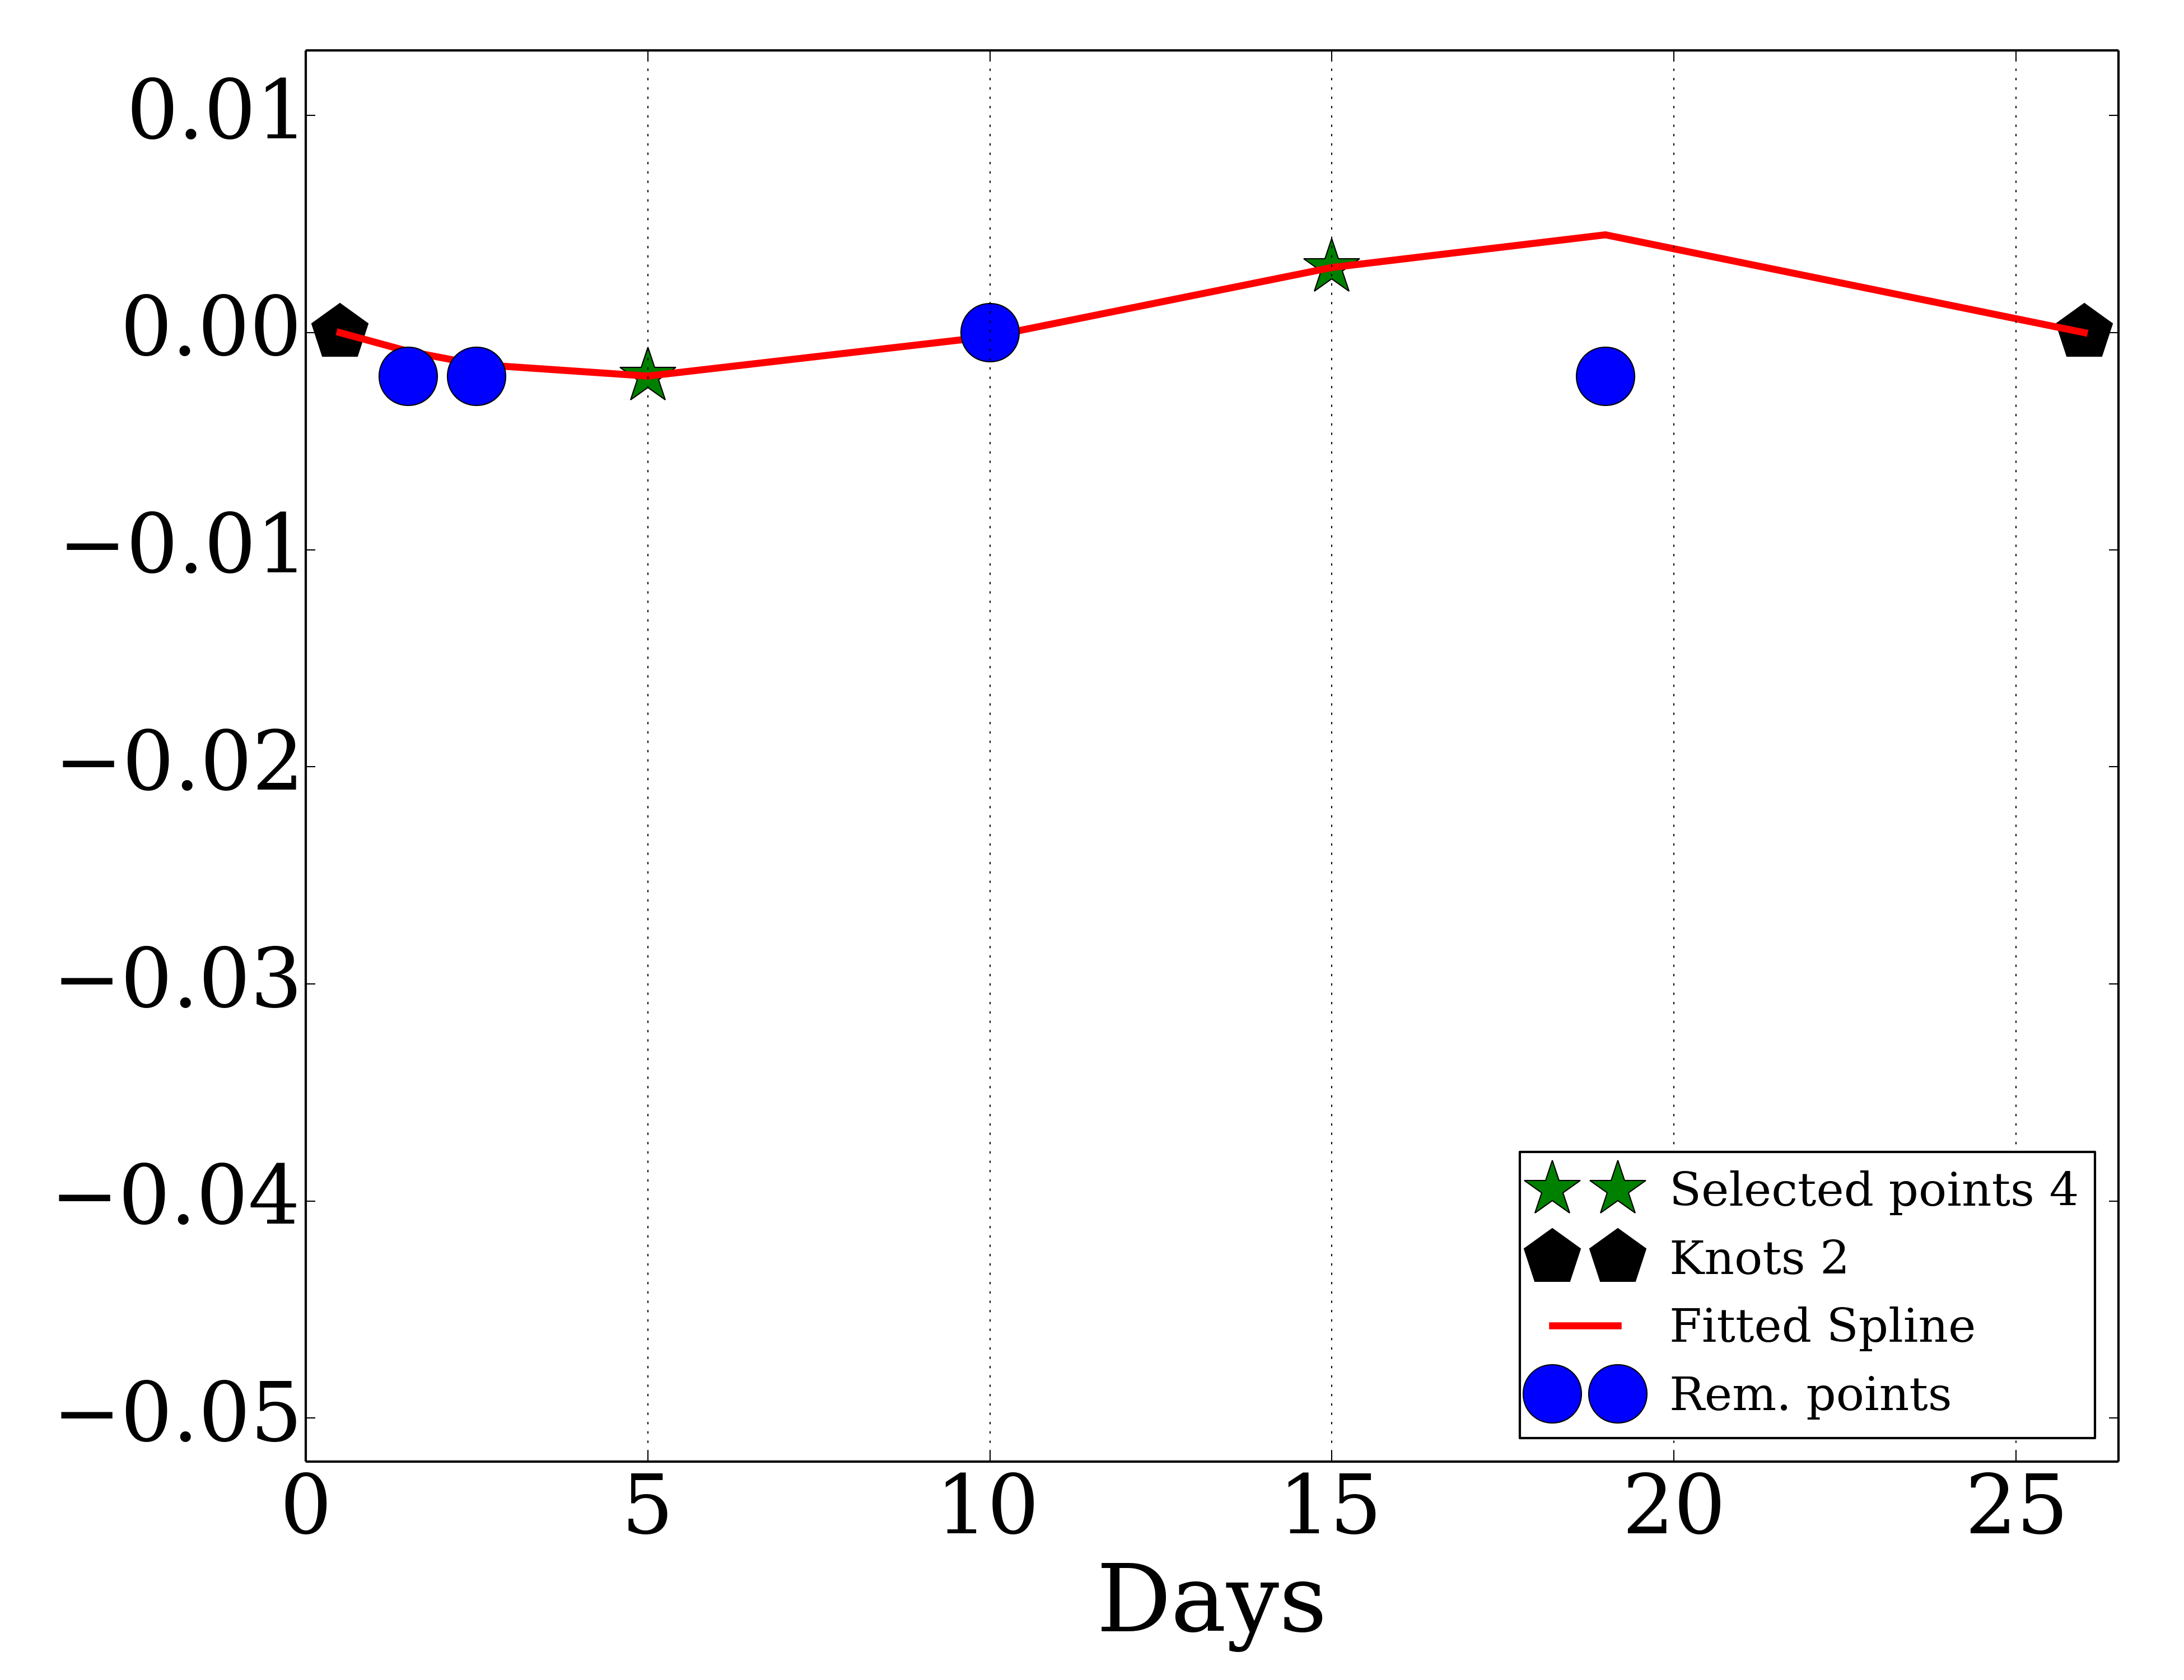 0.01
0.00
−0.01
−0.02
−0.03
−0.04
−0.05
Selected points 4
Knots 2
Fitted Spline
Rem. points
0 5 10 15 20 25
Days